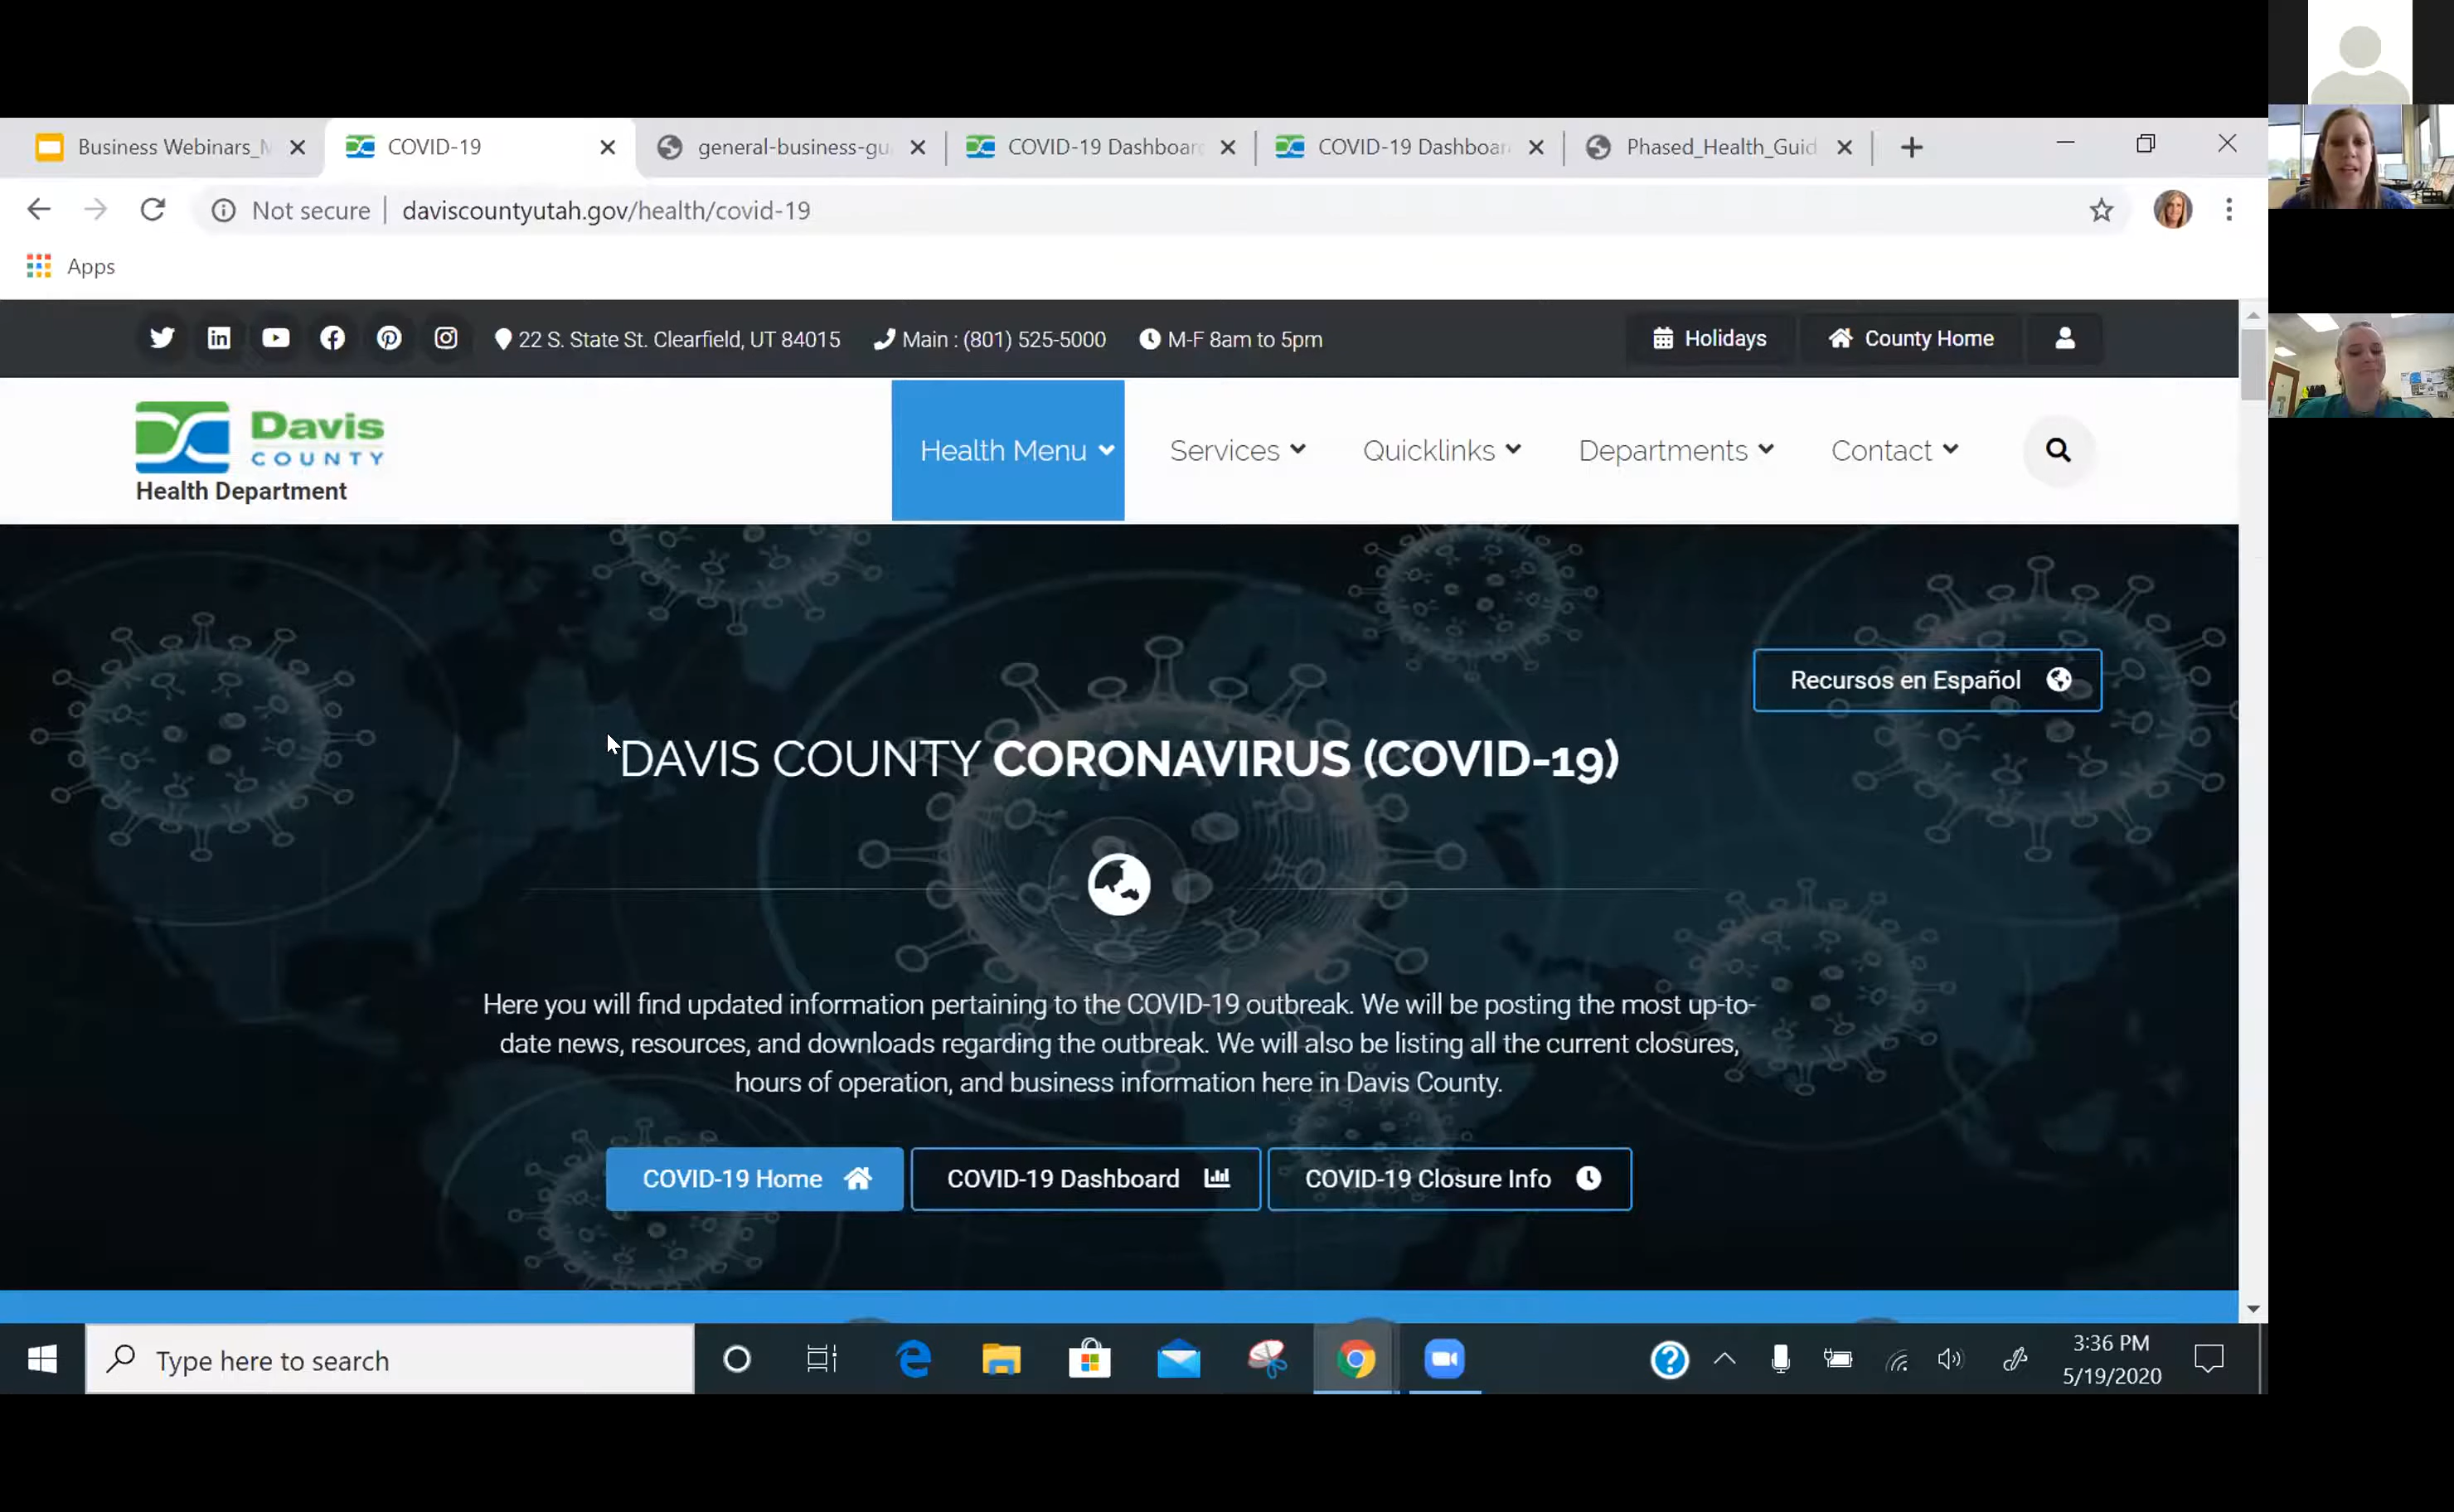 Business Webinars_
COVID-19
general-business-gu
COVID-19 Dashboar
COVID-19 Dashboar
Phased_Health_Guid
Not secure
daviscountyutah.gov/health/covid-19
Apps
22 S. State St. Clearfield, UT 84015
Main : (801) 525-5000
M-F 8am to 5pm
Holidays
County Home
Davis
COUNTY
Health Department
Health Menu
Services
Quicklinks
Departments
Contact
Recursos en Español
DAVIS COUNTY CORONAVIRUS (COVID-19)
Here you will find updated information pertaining to the COVID-19 outbreak. We will be posting the most up-to-
date news, resources, and downloads regarding the outbreak. We will also be listing all the current closures,
hours of operation, and business information here in Davis County.
COVID-19 Home
COVID-19 Dashboard
COVID-19 Closure Info
Type here to search
3:36 PM
5/19/2020